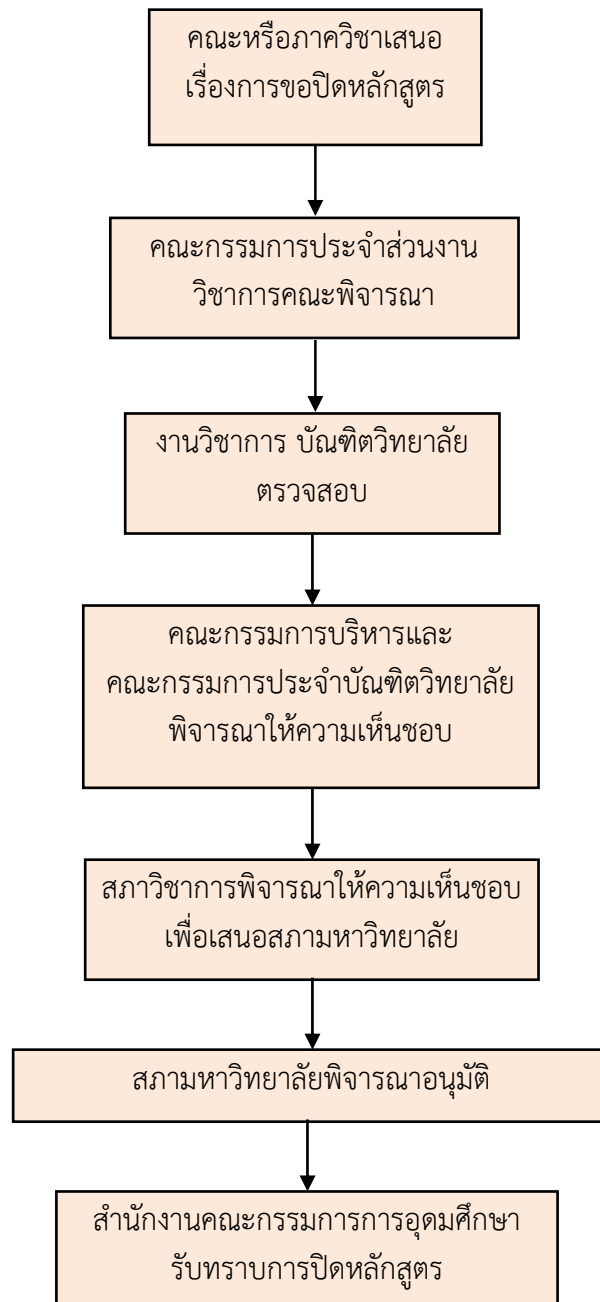 คณะหรือภาควิชาเสนอ
เรื่องการขอปิดหลักสูตร
คณะกรรมการประจำส่วนงาน
วิชาการคณะพิจารณา
งานวิชาการ บัณฑิตวิทยาลัย
ตรวจสอบ
คณะกรรมการบริหารและ
คณะกรรมการประจำบัณฑิตวิทยาลัย
พิจารณาให้ความเห็นชอบ
สภาวิชาการพิจารณาให้ความเห็นชอบ
เพื่อเสนอสภามหาวิทยาลัย
สภามหาวิทยาลัยพิจารณาอนุมัติ
สำนักงานคณะกรรมการการอุดมศึกษา
รับทราบการปิดหลักสูตร